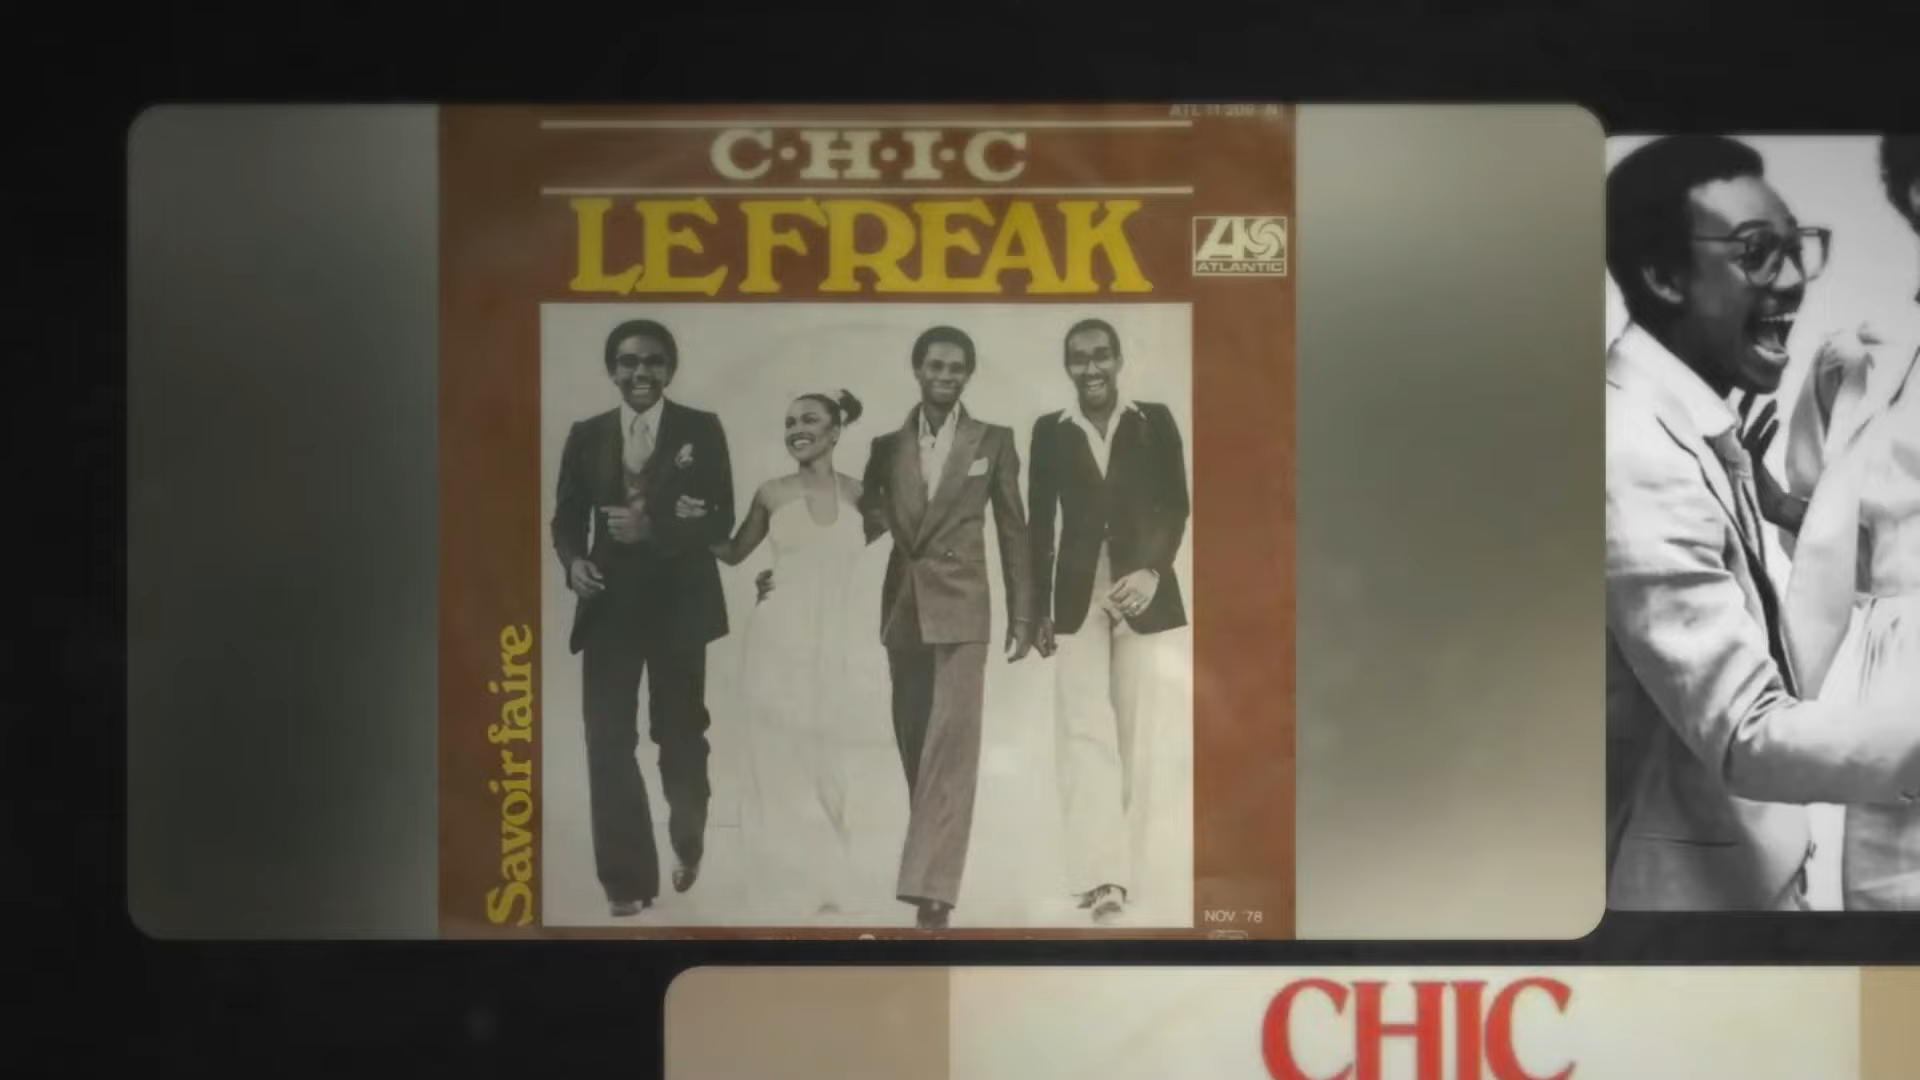 C·H·I·C
LE FREAK
ATLANTIC
Savoir faire
NOV. '78
CHIC